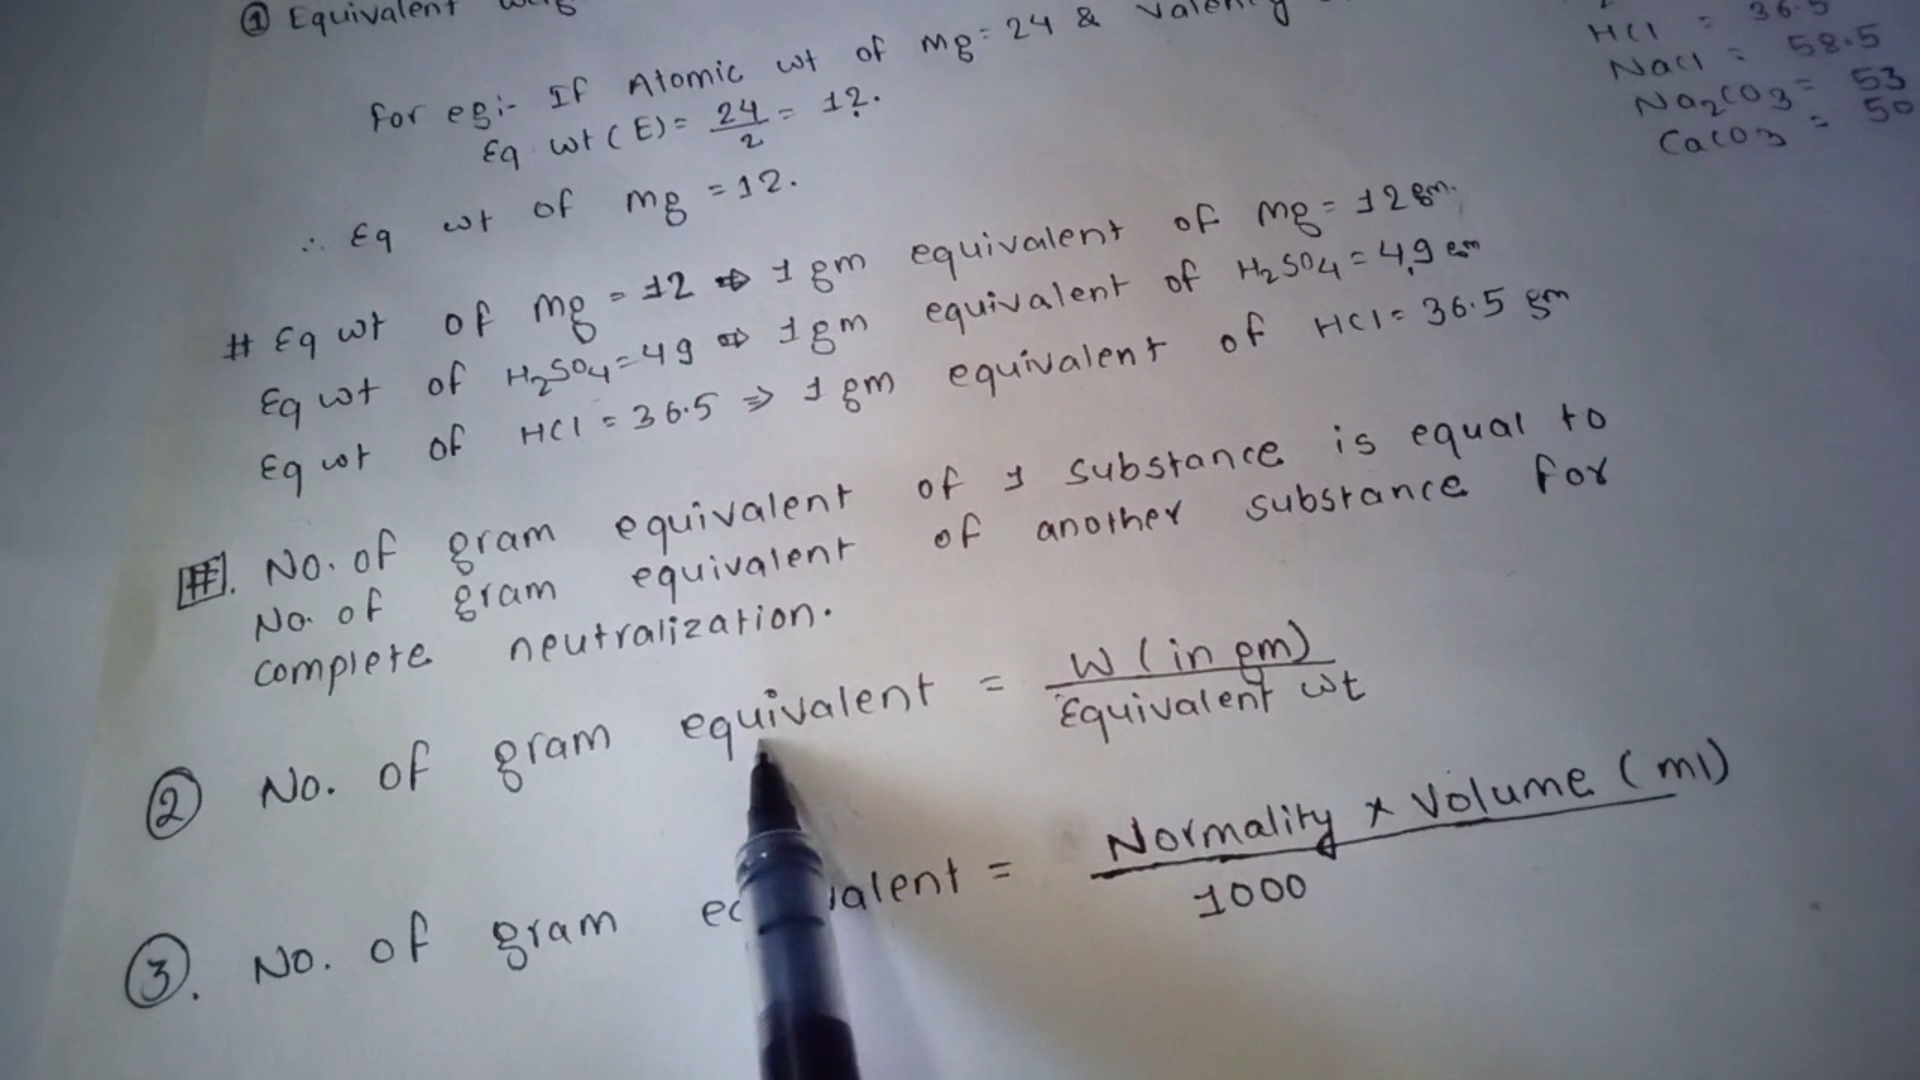 ① Equivalent
For eg:- If Atomic wt of Mg = 24 & Valency
Eq wt (E) = 24/2 = 12.
∴ Eq wt of Mg = 12.
# Eq wt of Mg = 12 ⇒ 1 gm equivalent of Mg = 12 gm.
Eq wt of H2SO4 = 49 ⇒ 1 gm equivalent of H2SO4 = 49 gm
Eq wt of HCl = 36.5 ⇒ 1 gm equivalent of HCl = 36.5 gm
#. No. of gram equivalent of 1 substance is equal to
No. of gram equivalent of another substance for
complete neutralization.
② No. of gram equivalent = W (in gm) / Equivalent wt
③. No. of gram eq alent = Normality x Volume (ml) / 1000
HCl = 36.5
NaCl = 58.5
Na2CO3 = 53
CaCO3 = 50